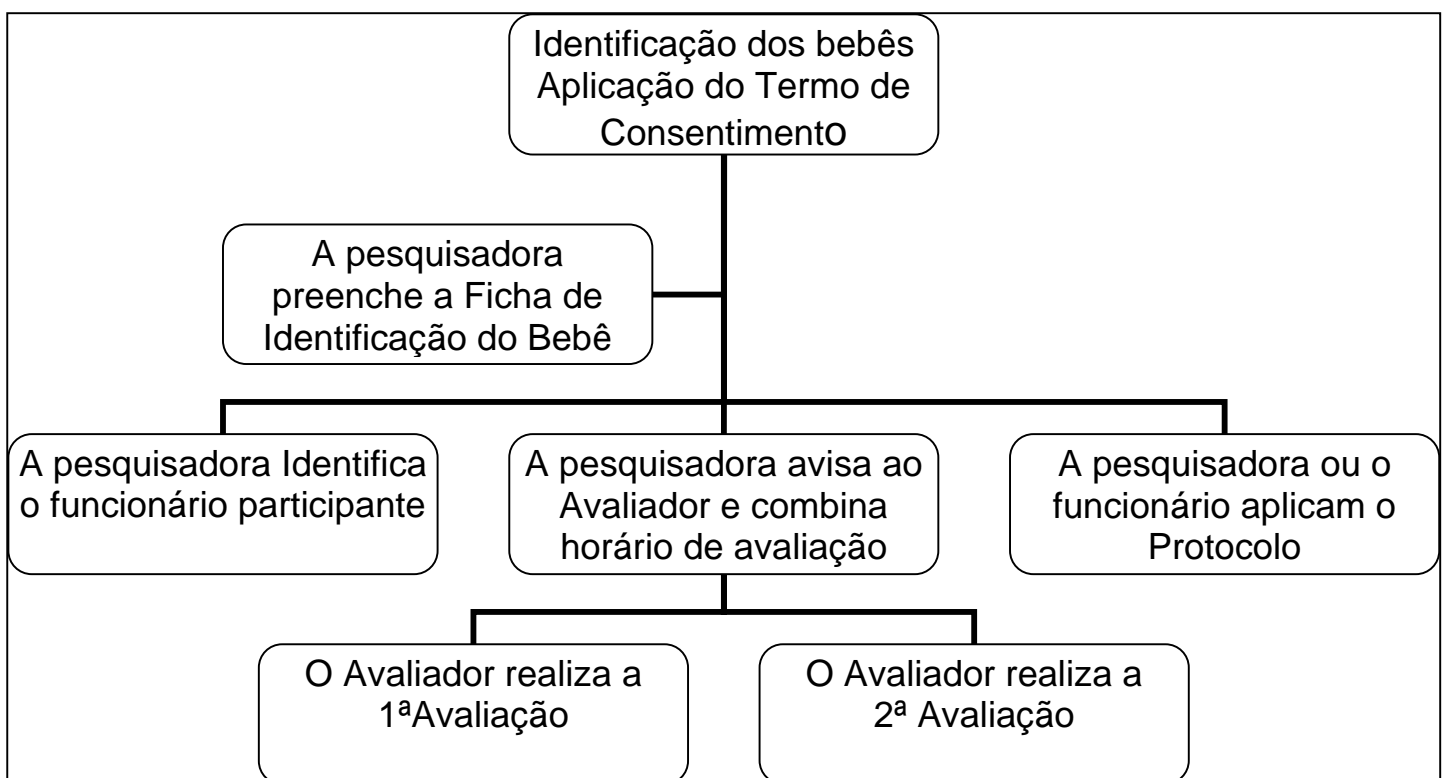 Identificação dos bebês
Aplicação do Termo de
Consentimento
A pesquisadora
preenche a Ficha de
Identificação do Bebê
A pesquisadora Identifica
o funcionário participante
A pesquisadora avisa ao
Avaliador e combina
horário de avaliação
A pesquisadora ou o
funcionário aplicam o
Protocolo
O Avaliador realiza a
1ªAvaliação
O Avaliador realiza a
2ª Avaliação